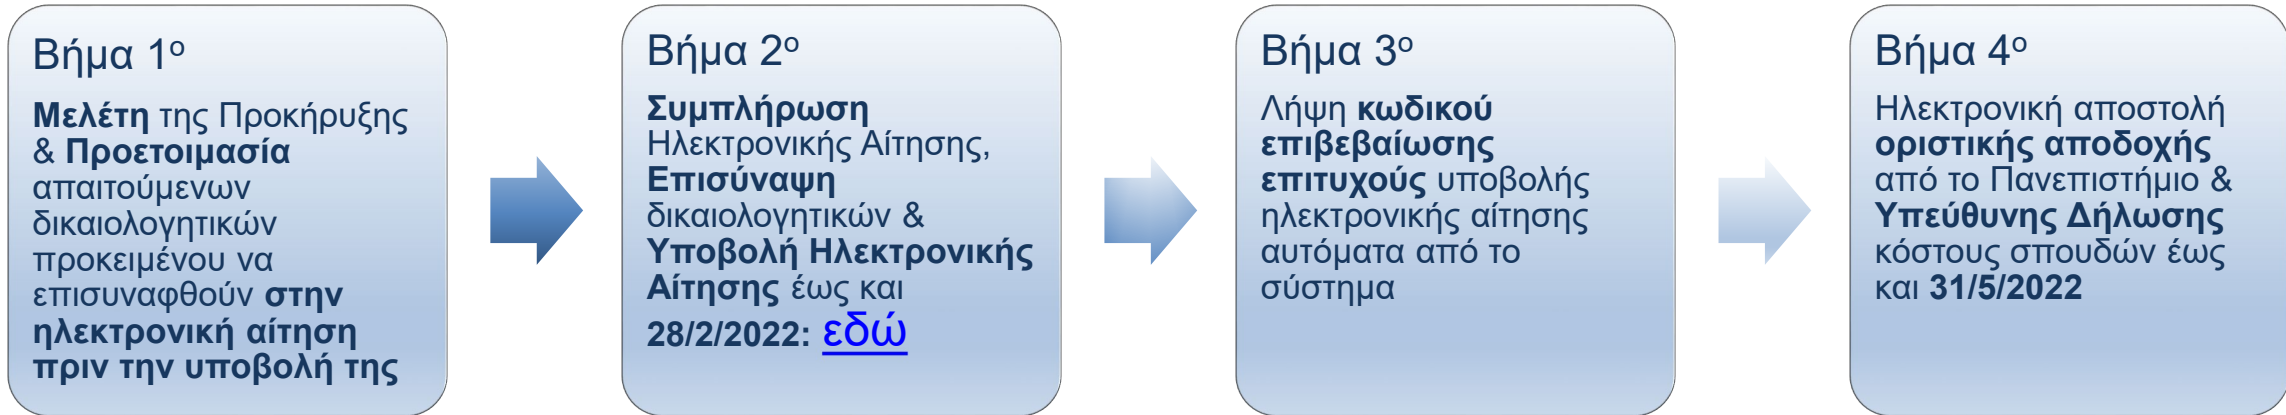 Βήμα 1ο
Μελέτη της Προκήρυξης
& Προετοιμασία
απαιτούμενων
δικαιολογητικών
προκειμένου να
επισυναφθούν στην
ηλεκτρονική αίτηση
πριν την υποβολή της
Βήμα 2ο
Συμπλήρωση
Ηλεκτρονικής Αίτησης,
Επισύναψη
δικαιολογητικών &
Υποβολή Ηλεκτρονικής
Αίτησης έως και
28/2/2022: εδώ
Βήμα 3ο
Λήψη κωδικού
επιβεβαίωσης
επιτυχούς υποβολής
ηλεκτρονικής αίτησης
αυτόματα από το
σύστημα
Βήμα 4ο
Ηλεκτρονική αποστολή
οριστικής αποδοχής
από το Πανεπιστήμιο &
Υπεύθυνης Δήλωσης
κόστους σπουδών έως
και 31/5/2022